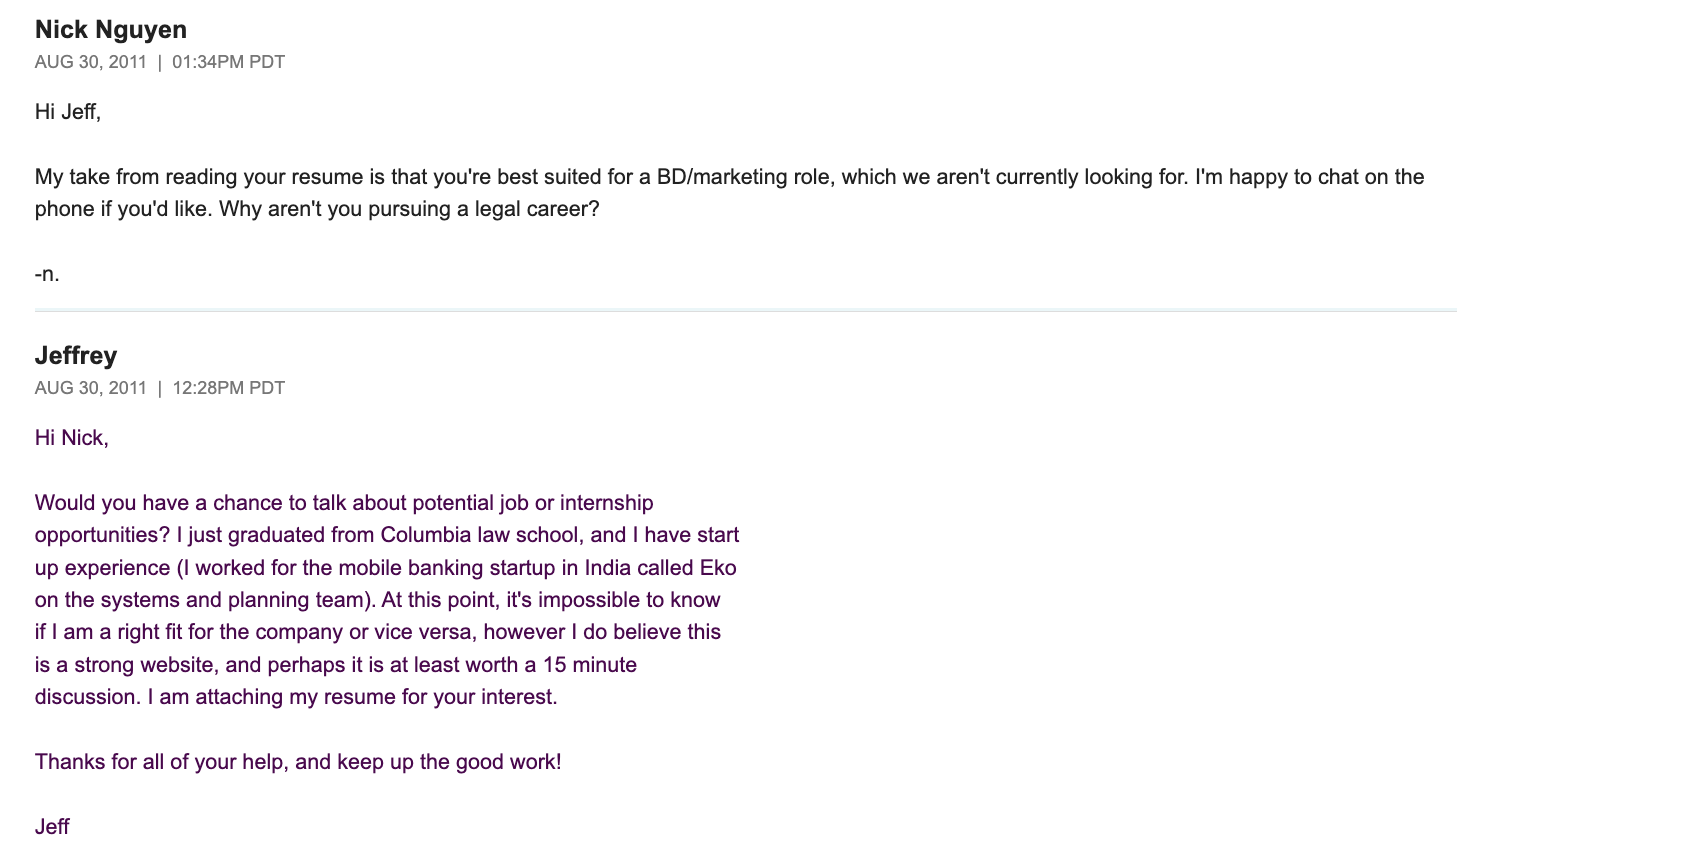 Nick Nguyen
AUG 30, 2011 | 01:34PM PDT
Hi Jeff,
My take from reading your resume is that you're best suited for a BD/marketing role, which we aren't currently looking for. I'm happy to chat on the
phone if you'd like. Why aren't you pursuing a legal career?
-n.
Jeffrey
AUG 30, 2011 | 12:28PM PDT
Hi Nick,
Would you have a chance to talk about potential job or internship
opportunities? I just graduated from Columbia law school, and I have start
up experience (I worked for the mobile banking startup in India called Eko
on the systems and planning team). At this point, it's impossible to know
if I am a right fit for the company or vice versa, however I do believe this
is a strong website, and perhaps it is at least worth a 15 minute
discussion. I am attaching my resume for your interest.
Thanks for all of your help, and keep up the good work!
Jeff